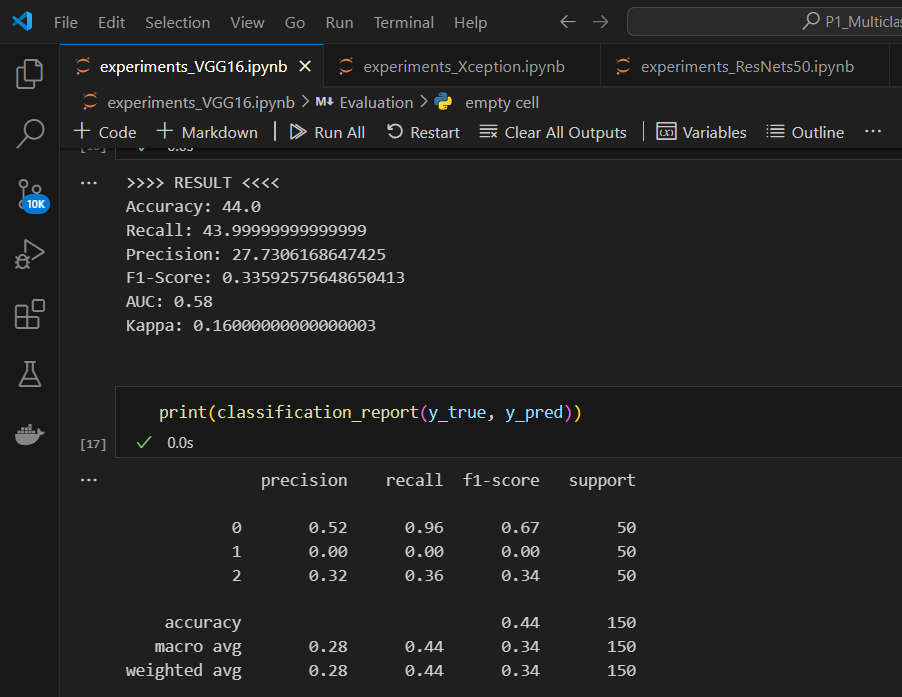 File Edit Selection View Go Run Terminal Help P1_Multiclas
experiments_VGG16.ipynb experiments_Xception.ipynb experiments_ResNets50.ipynb
experiments_VGG16.ipynb > M↓ Evaluation > empty cell
+ Code + Markdown | Run All Restart Clear All Outputs | Variables Outline ...
0.0s
... >>>> RESULT <<<<
Accuracy: 44.0
Recall: 43.99999999999999
Precision: 27.7306168647425
F1-Score: 0.33592575648650413
AUC: 0.58
Kappa: 0.16000000000000003
print(classification_report(y_true, y_pred))
[17] 0.0s
... precision recall f1-score support
0 0.52 0.96 0.67 50
1 0.00 0.00 0.00 50
2 0.32 0.36 0.34 50
accuracy 0.44 150
macro avg 0.28 0.44 0.34 150
weighted avg 0.28 0.44 0.34 150
10K